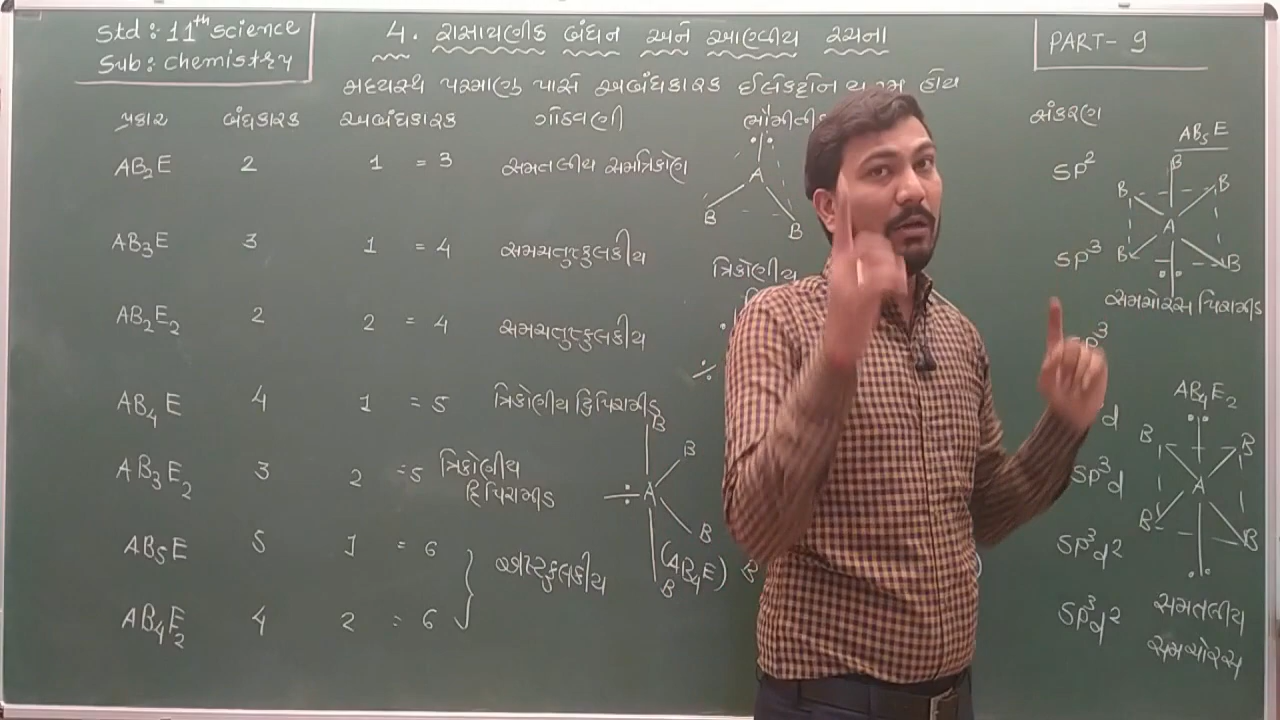 Std : 11th science
Sub : chemistry
4. રાસાયણીક બંધન અને આણ્વીય રચના
PART- 9
મધ્યસ્થ પરમાણુ પાસે અબંધકારક ઈલેકટ્રોન હોય
પ્રકાર બંધકારક અબંધકારક ગોઠવણી સંકરણ
AB2E 2 1 = 3 સમતલીય સમત્રિકોણ SP2
A
B B
AB3E 3 1 = 4 સમચતુષ્ફલકીય ત્રિકોણીય SP3
AB2E2 2 2 = 4 સમચતુષ્ફલકીય
AB4E 4 1 = 5 ત્રિકોણીય દ્વિપિરામીડ d
AB3E2 3 2 =5 ત્રિકોણીય
દ્વિપિરામીડ SP3d
B
B
A
B
B
(AB4E)
AB5E 5 1 = 6 SP3d2
અષ્ટફલકીય
AB4E2 4 2 = 6 SP3d2
AB5E
B
B B
A
B B
સમચોરસ પિરામીડ
AB4E2
B B
A
B B
સમતલીય
સમચોરસ